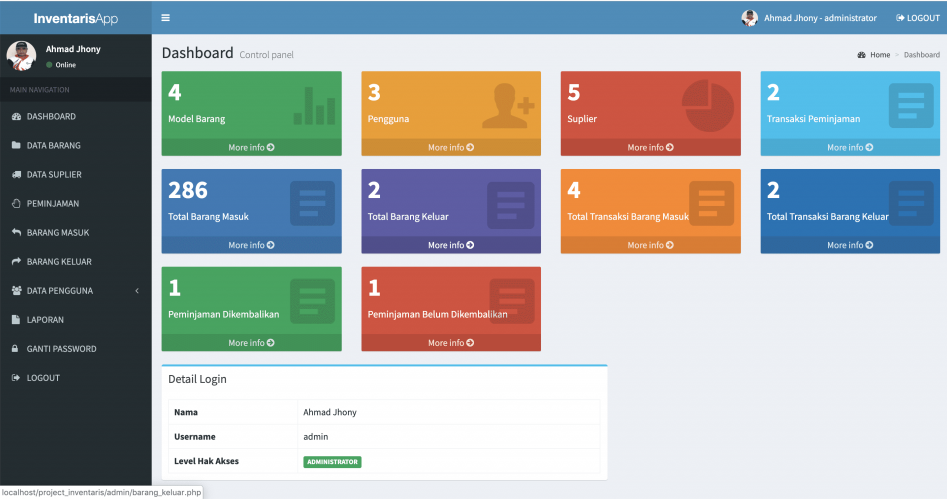 InventarisApp
Ahmad Jhony - administrator
LOGOUT
Ahmad Jhony
Online
MAIN NAVIGATION
DASHBOARD
DATA BARANG
DATA SUPLIER
PEMINJAMAN
BARANG MASUK
BARANG KELUAR
DATA PENGGUNA
LAPORAN
GANTI PASSWORD
LOGOUT
Dashboard Control panel
Home > Dashboard
4
Model Barang
More info
3
Pengguna
More info
5
Suplier
More info
2
Transaksi Peminjaman
More info
286
Total Barang Masuk
More info
2
Total Barang Keluar
More info
4
Total Transaksi Barang Masuk
More info
2
Total Transaksi Barang Keluar
More info
1
Peminjaman Dikembalikan
More info
1
Peminjaman Belum Dikembalikan
More info
Detail Login
Nama Ahmad Jhony
Username admin
Level Hak Akses ADMINISTRATOR
localhost/project_inventaris/admin/barang_keluar.php